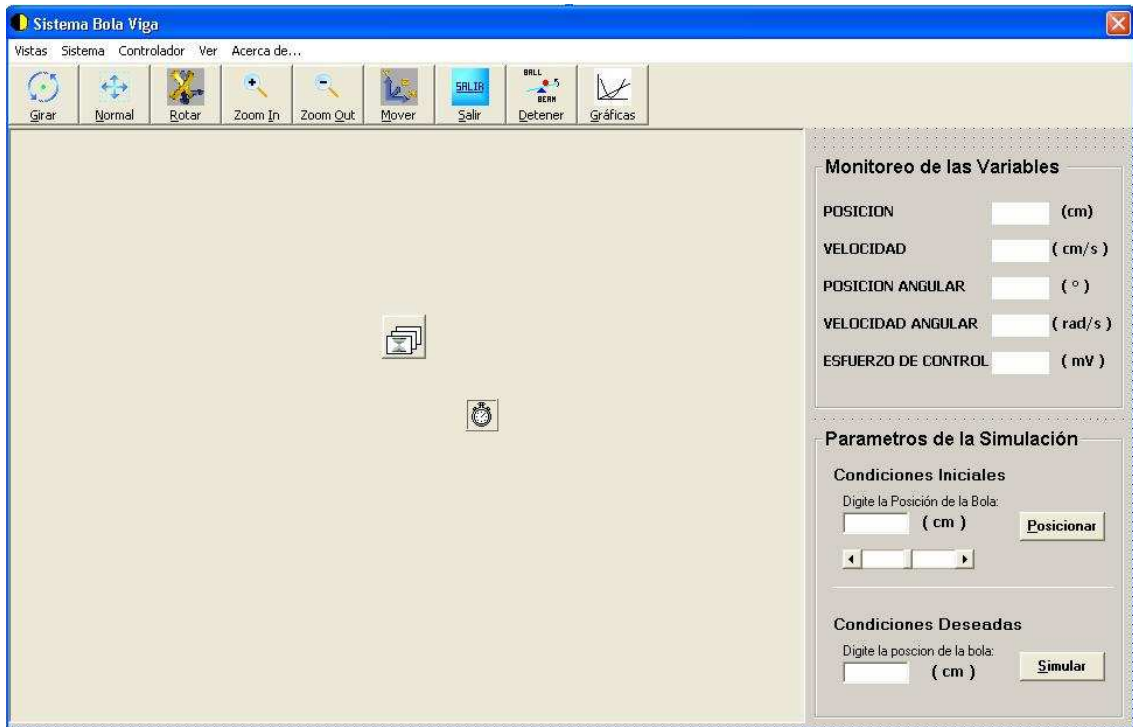 Sistema Bola Viga
Vistas Sistema Controlador Ver Acerca de...
SALIR
BALL
BEAM
Girar Normal Rotar Zoom In Zoom Out Mover Salir Detener Gráficas
Monitoreo de las Variables
POSICION (cm)
VELOCIDAD ( cm/s )
POSICION ANGULAR ( ° )
VELOCIDAD ANGULAR ( rad/s )
ESFUERZO DE CONTROL ( mV )
Parametros de la Simulación
Condiciones Iniciales
Digite la Posición de la Bola:
( cm ) Posicionar
Condiciones Deseadas
Digite la poscion de la bola:
( cm ) Simular